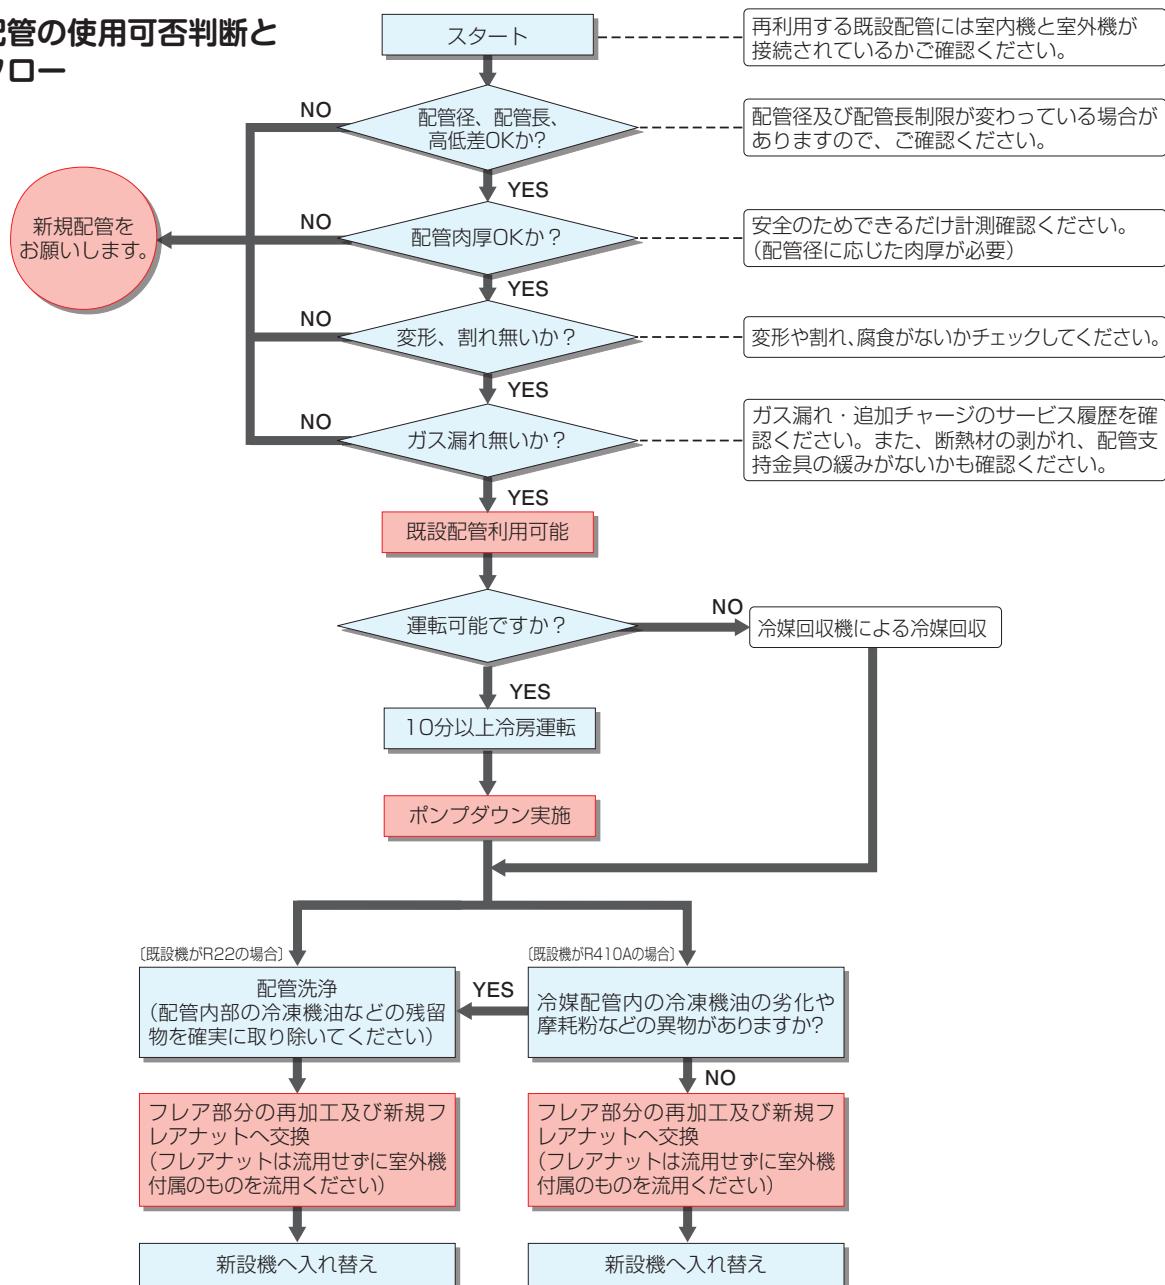 配管の使用可否判断と
フロー
スタート
再利用する既設配管には室内機と室外機が
接続されているかご確認ください。
NO
配管径、配管長、
高低差OKか？
配管径及び配管長制限が変わっている場合が
ありますので、ご確認ください。
YES
新規配管を
お願いします。
NO
配管肉厚OKか？
安全のためできるだけ計測確認ください。
（配管径に応じた肉厚が必要）
YES
NO
変形、割れ無いか？
変形や割れ、腐食がないかチェックしてください。
YES
NO
ガス漏れ無いか？
ガス漏れ・追加チャージのサービス履歴を確
認ください。また、断熱材の剥がれ、配管支
持金具の緩みがないかも確認ください。
YES
既設配管利用可能
運転可能ですか？
NO
冷媒回収機による冷媒回収
YES
10分以上冷房運転
ポンプダウン実施
〔既設機がR22の場合〕
〔既設機がR410Aの場合〕
配管洗浄
（配管内部の冷凍機油などの残留
物を確実に取り除いてください）
YES
冷媒配管内の冷凍機油の劣化や
摩耗粉などの異物がありますか？
NO
フレア部分の再加工及び新規フ
レアナットへ交換
（フレアナットは流用せずに室外機
付属のものを流用ください）
フレア部分の再加工及び新規フ
レアナットへ交換
（フレアナットは流用せずに室外機
付属のものを流用ください）
新設機へ入れ替え
新設機へ入れ替え